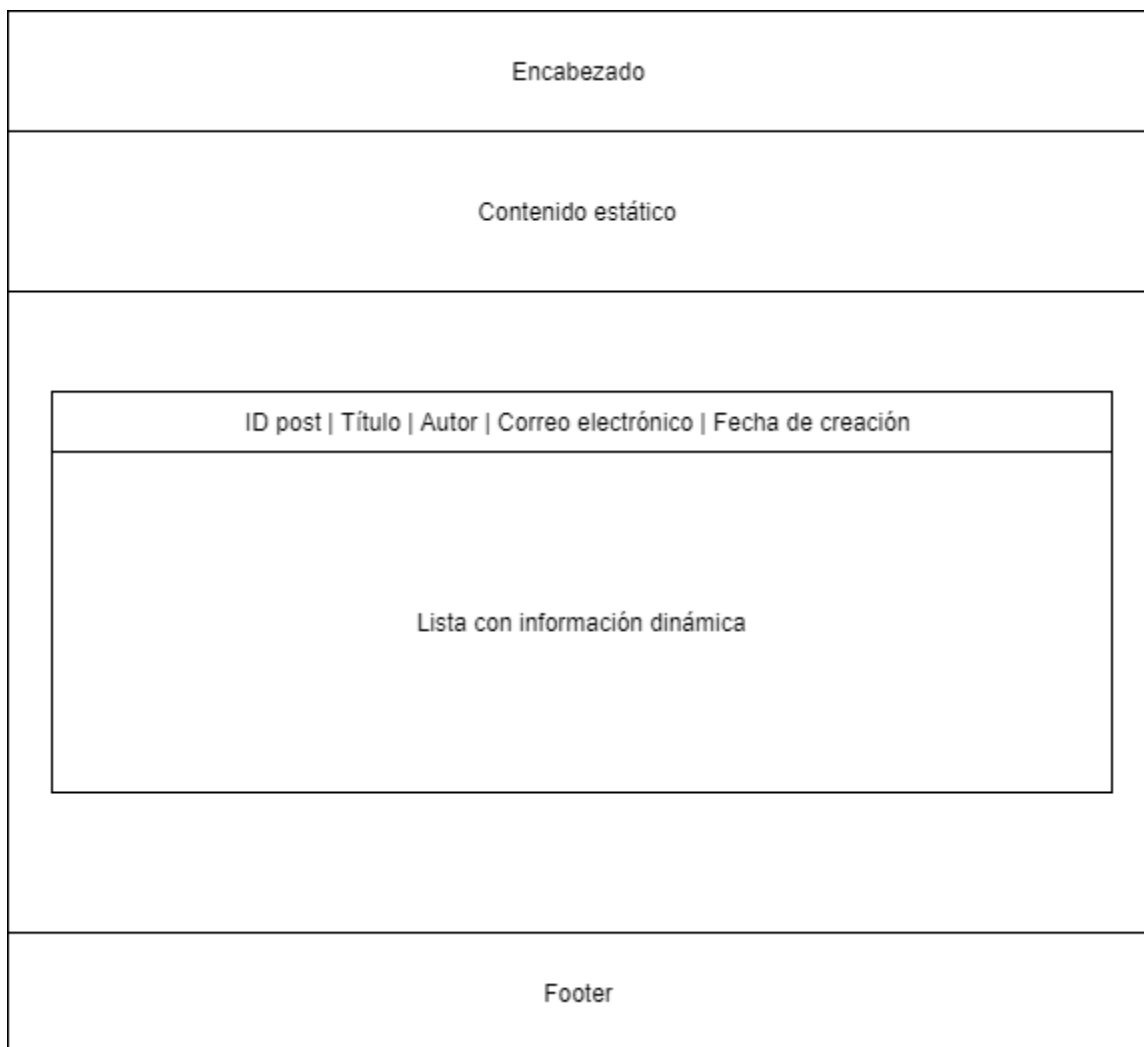 Encabezado
Contenido estático
ID post | Título | Autor | Correo electrónico | Fecha de creación
Lista con información dinámica
Footer